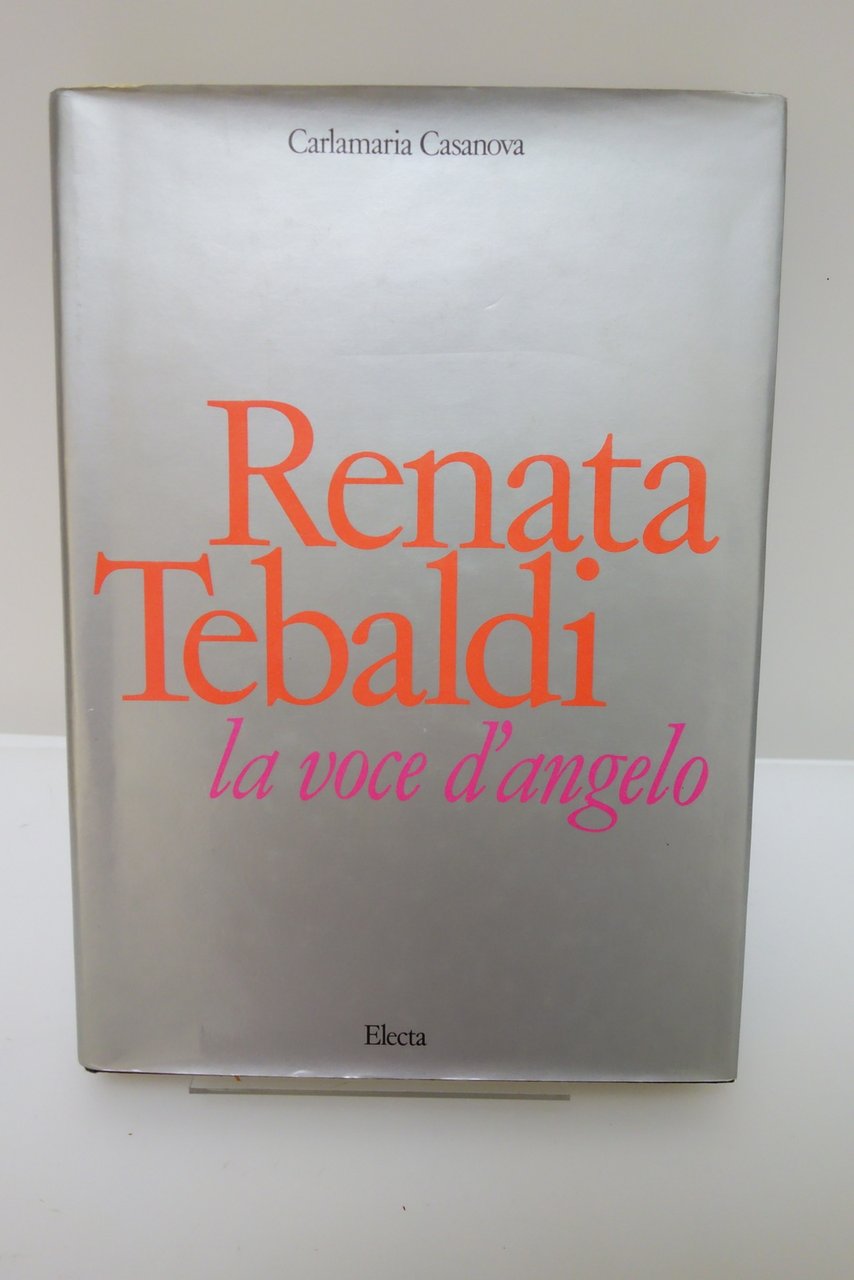 Carlamaria Casanova
Renata
Tebaldi
la voce d'angelo
Electa